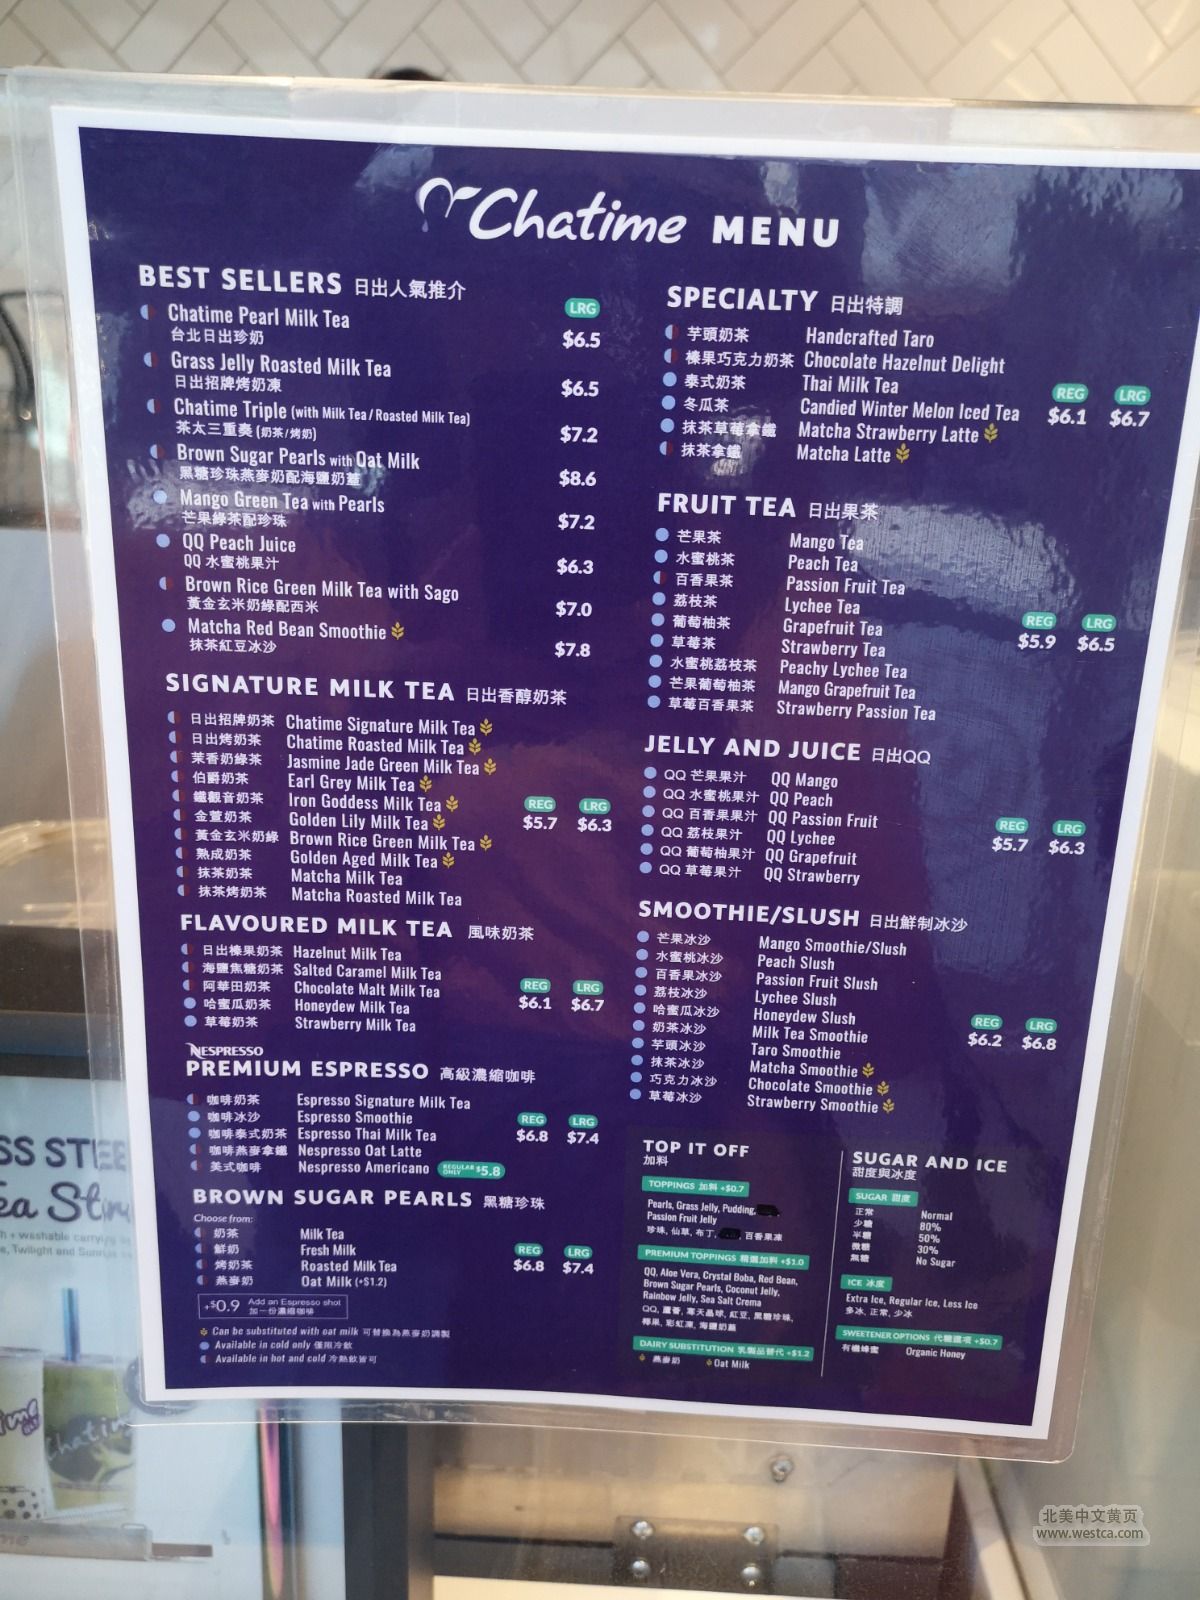 Chatime MENU
BEST SELLERS 日出人氣推介
LRG
Chatime Pearl Milk Tea
台北日出珍奶
$6.5
Grass Jelly Roasted Milk Tea
日出招牌烤奶凍
$6.5
Chatime Triple (with Milk Tea / Roasted Milk Tea)
茶太三重奏 (奶茶/烤奶)
$7.2
Brown Sugar Pearls with Oat Milk
黑糖珍珠燕麥奶配海鹽奶蓋
$8.6
Mango Green Tea with Pearls
芒果綠茶配珍珠
$7.2
QQ Peach Juice
QQ 水蜜桃果汁
$6.3
Brown Rice Green Milk Tea with Sago
黃金玄米奶綠配西米
$7.0
Matcha Red Bean Smoothie
抹茶紅豆冰沙
$7.8
SIGNATURE MILK TEA 日出香醇奶茶
日出招牌奶茶 Chatime Signature Milk Tea
日出烤奶茶 Chatime Roasted Milk Tea
茉香奶綠茶 Jasmine Jade Green Milk Tea
伯爵奶茶 Earl Grey Milk Tea
鐵觀音奶茶 Iron Goddess Milk Tea
金萱奶茶 Golden Lily Milk Tea
黃金玄米奶綠 Brown Rice Green Milk Tea
熟成奶茶 Golden Aged Milk Tea
抹茶奶茶 Matcha Milk Tea
抹茶烤奶茶 Matcha Roasted Milk Tea
REG LRG
$5.7 $6.3
FLAVOURED MILK TEA 風味奶茶
日出榛果奶茶 Hazelnut Milk Tea
海鹽焦糖奶茶 Salted Caramel Milk Tea
阿華田奶茶 Chocolate Malt Milk Tea
哈蜜瓜奶茶 Honeydew Milk Tea
草莓奶茶 Strawberry Milk Tea
REG LRG
$6.1 $6.7
NESPRESSO
PREMIUM ESPRESSO 高級濃縮咖啡
咖啡奶茶 Espresso Signature Milk Tea
咖啡冰沙 Espresso Smoothie
咖啡泰式奶茶 Espresso Thai Milk Tea
咖啡燕麥拿鐵 Nespresso Oat Latte
美式咖啡 Nespresso Americano REGULAR ONLY $5.8
REG LRG
$6.8 $7.4
BROWN SUGAR PEARLS 黑糖珍珠
Choose from:
奶茶 Milk Tea
鮮奶 Fresh Milk
烤奶茶 Roasted Milk Tea
燕麥奶 Oat Milk (+$1.2)
REG LRG
$6.8 $7.4
+$0.9 Add an Espresso shot
加一份濃縮咖啡
Can be substituted with oat milk 可替換為燕麥奶調製
Available in cold only 僅限冷飲
Available in hot and cold 冷熱飲皆可
SPECIALTY 日出特調
芋頭奶茶 Handcrafted Taro
榛果巧克力奶茶 Chocolate Hazelnut Delight
泰式奶茶 Thai Milk Tea
冬瓜茶 Candied Winter Melon Iced Tea
抹茶草莓拿鐵 Matcha Strawberry Latte
抹茶拿鐵 Matcha Latte
REG LRG
$6.1 $6.7
FRUIT TEA 日出果茶
芒果茶 Mango Tea
水蜜桃茶 Peach Tea
百香果茶 Passion Fruit Tea
荔枝茶 Lychee Tea
葡萄柚茶 Grapefruit Tea
草莓茶 Strawberry Tea
水蜜桃荔枝茶 Peachy Lychee Tea
芒果葡萄柚茶 Mango Grapefruit Tea
草莓百香果茶 Strawberry Passion Tea
REG LRG
$5.9 $6.5
JELLY AND JUICE 日出QQ
QQ 芒果果汁 QQ Mango
QQ 水蜜桃果汁 QQ Peach
QQ 百香果果汁 QQ Passion Fruit
QQ 荔枝果汁 QQ Lychee
QQ 葡萄柚果汁 QQ Grapefruit
QQ 草莓果汁 QQ Strawberry
REG LRG
$5.7 $6.3
SMOOTHIE/SLUSH 日出鮮制冰沙
芒果冰沙 Mango Smoothie/Slush
水蜜桃冰沙 Peach Slush
百香果冰沙 Passion Fruit Slush
荔枝冰沙 Lychee Slush
哈蜜瓜冰沙 Honeydew Slush
奶茶冰沙 Milk Tea Smoothie
芋頭冰沙 Taro Smoothie
抹茶冰沙 Matcha Smoothie
巧克力冰沙 Chocolate Smoothie
草莓冰沙 Strawberry Smoothie
REG LRG
$6.2 $6.8
TOP IT OFF
加料
TOPPINGS 加料 +$0.7
Pearls, Grass Jelly, Pudding,
Passion Fruit Jelly
珍珠, 仙草, 布丁, 百香果凍
PREMIUM TOPPINGS 精選加料 +$1.0
QQ, Aloe Vera, Crystal Boba, Red Bean,
Brown Sugar Pearls, Coconut Jelly,
Rainbow Jelly, Sea Salt Crema
QQ, 蘆薈, 寒天晶球, 紅豆, 黑糖珍珠,
椰果, 彩虹凍, 海鹽奶蓋
DAIRY SUBSTITUTION 乳製品替代 +$1.2
燕麥奶 Oat Milk
SUGAR AND ICE
甜度與冰度
SUGAR 甜度
正常 Normal
少糖 80%
半糖 50%
微糖 30%
無糖 No Sugar
ICE 冰度
Extra Ice, Regular Ice, Less Ice
多冰, 正常, 少冰
SWEETENER OPTIONS 代糖選項 +$0.7
有機蜂蜜 Organic Honey
北美中文黄页
www.westca.com